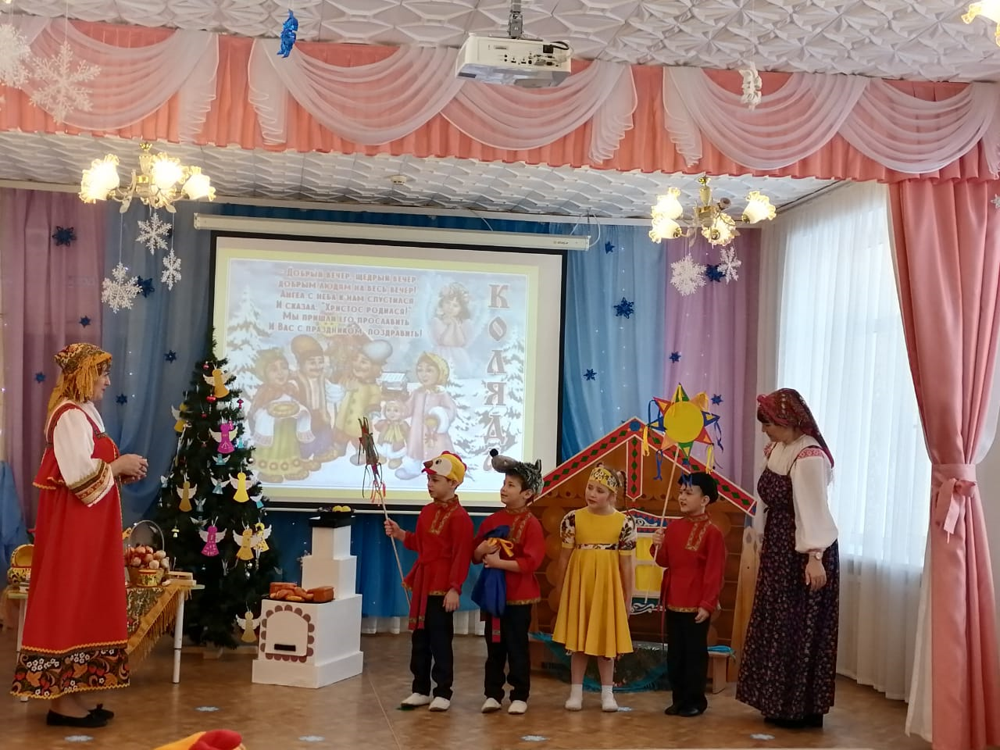 "Добрый вечер, щедрый вечер,
добрым людям на весь вечер!
Ангел с неба к нам спустился
И сказал: "Христос родился!"
Мы пришли Его прославить
И Вас с праздником поздравить!
КОЛЯДА